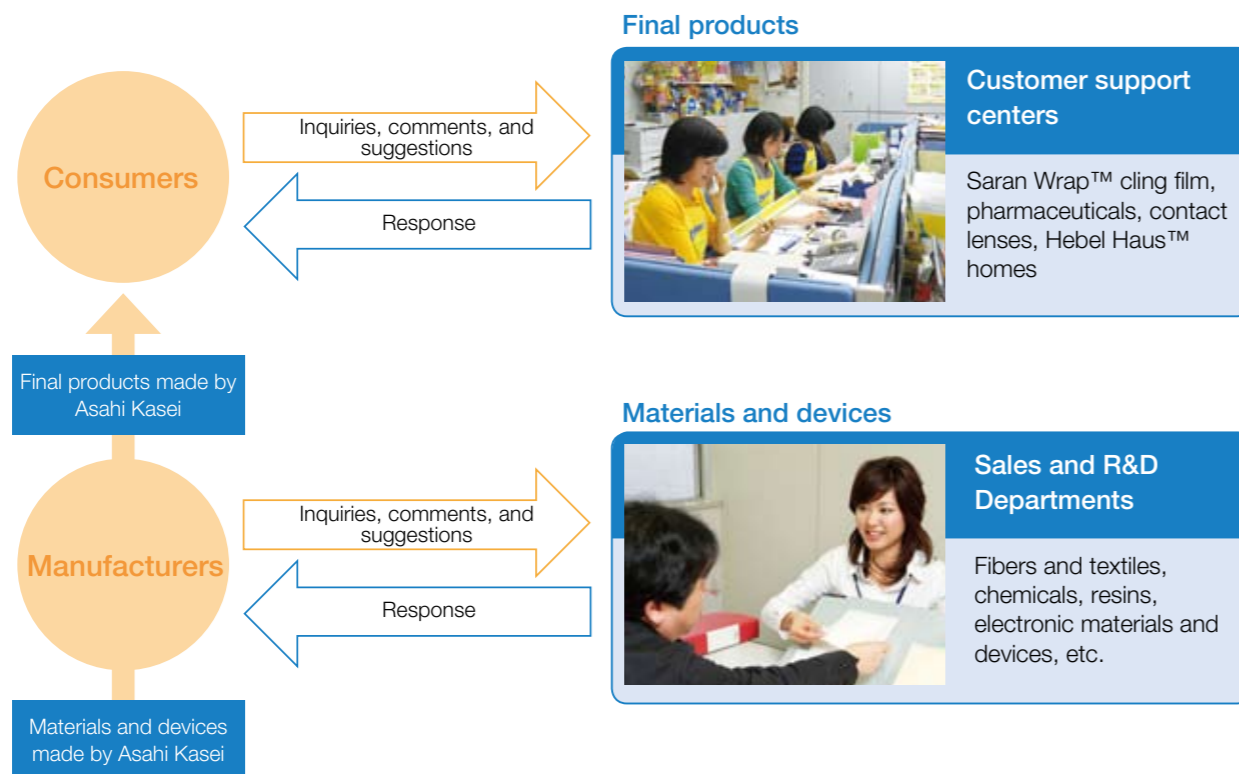 Final products
Consumers
Inquiries, comments, and
suggestions
Response
Customer support
centers
Saran Wrap™ cling film,
pharmaceuticals, contact
lenses, Hebel Haus™
homes
Final products made by
Asahi Kasei
Materials and devices
Manufacturers
Inquiries, comments, and
suggestions
Response
Sales and R&D
Departments
Fibers and textiles,
chemicals, resins,
electronic materials and
devices, etc.
Materials and devices
made by Asahi Kasei